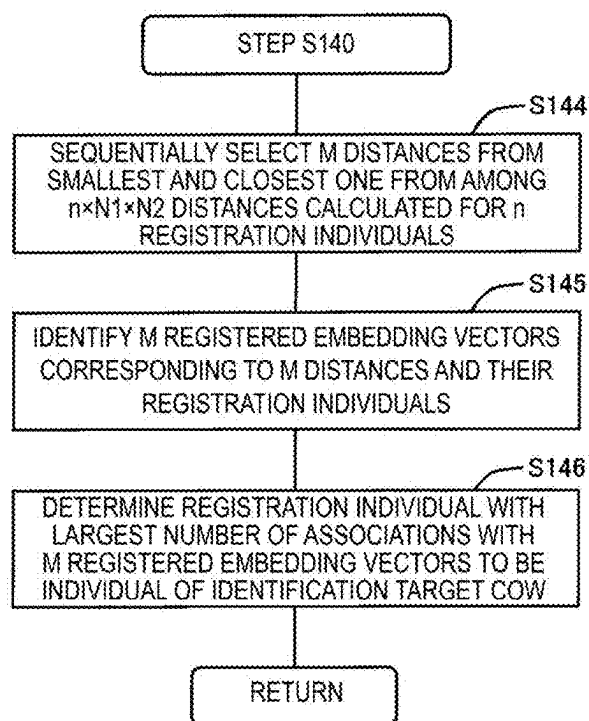 STEP S140
S144
SEQUENTIALLY SELECT M DISTANCES FROM
SMALLEST AND CLOSEST ONE FROM AMONG
n×N1×N2 DISTANCES CALCULATED FOR n
REGISTRATION INDIVIDUALS
S145
IDENTIFY M REGISTERED EMBEDDING VECTORS
CORRESPONDING TO M DISTANCES AND THEIR
REGISTRATION INDIVIDUALS
S146
DETERMINE REGISTRATION INDIVIDUAL WITH
LARGEST NUMBER OF ASSOCIATIONS WITH
M REGISTERED EMBEDDING VECTORS TO BE
INDIVIDUAL OF IDENTIFICATION TARGET COW
RETURN